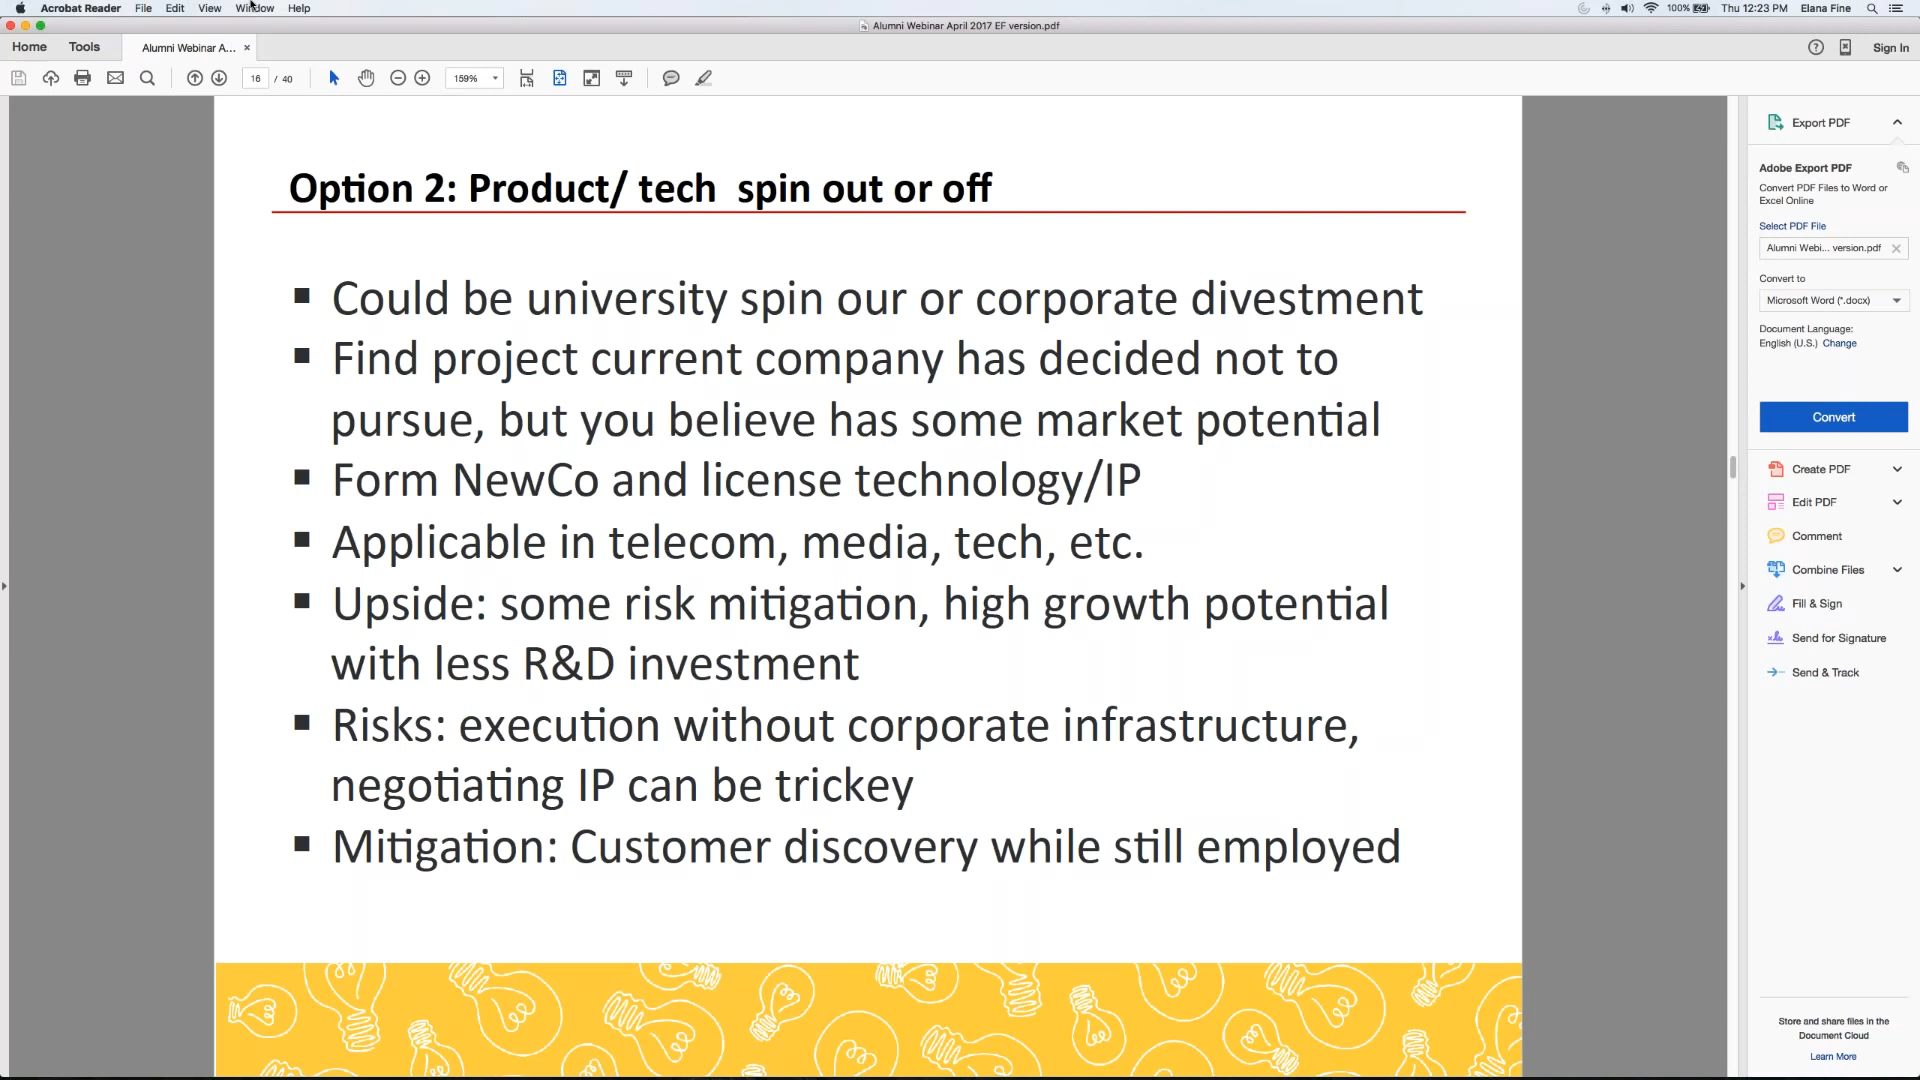 Acrobat Reader File Edit View Window Help 100% Thu 12:23 PM Elana Fine
Alumni Webinar April 2017 EF version.pdf
Home Tools Alumni Webinar A... × Sign In
16 / 40 159%
Option 2: Product/ tech spin out or off
Could be university spin our or corporate divestment
Find project current company has decided not to
pursue, but you believe has some market potential
Form NewCo and license technology/IP
Applicable in telecom, media, tech, etc.
Upside: some risk mitigation, high growth potential
with less R&D investment
Risks: execution without corporate infrastructure,
negotiating IP can be trickey
Mitigation: Customer discovery while still employed
Export PDF
Adobe Export PDF
Convert PDF Files to Word or
Excel Online
Select PDF File
Alumni Webi... version.pdf
Convert to
Microsoft Word (*.docx)
Document Language:
English (U.S.) Change
Convert
Create PDF
Edit PDF
Comment
Combine Files
Fill & Sign
Send for Signature
Send & Track
Store and share files in the
Document Cloud
Learn More